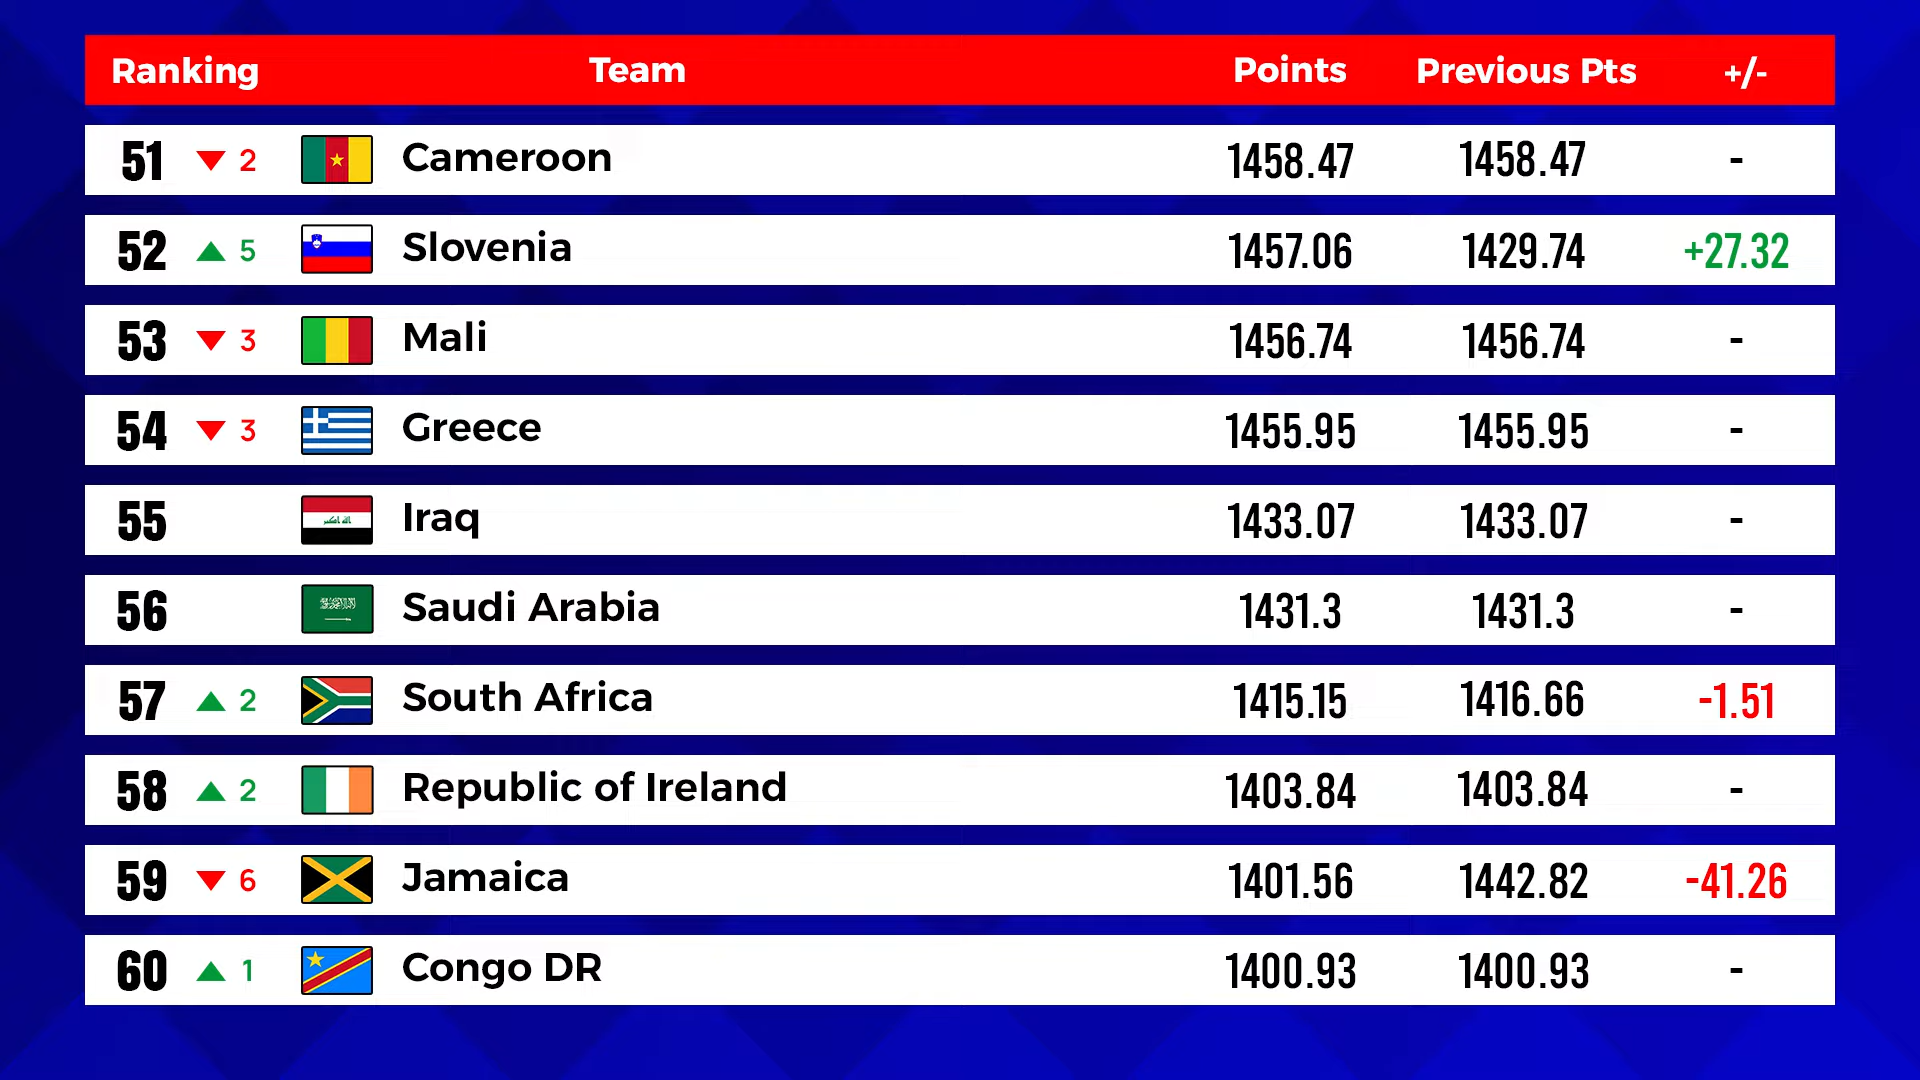 Ranking Team Points Previous Pts +/-
51 ▼ 2 Cameroon 1458.47 1458.47 -
52 ▲ 5 Slovenia 1457.06 1429.74 +27.32
53 ▼ 3 Mali 1456.74 1456.74 -
54 ▼ 3 Greece 1455.95 1455.95 -
55 Iraq 1433.07 1433.07 -
56 Saudi Arabia 1431.3 1431.3 -
57 ▲ 2 South Africa 1415.15 1416.66 -1.51
58 ▲ 2 Republic of Ireland 1403.84 1403.84 -
59 ▼ 6 Jamaica 1401.56 1442.82 -41.26
60 ▲ 1 Congo DR 1400.93 1400.93 -